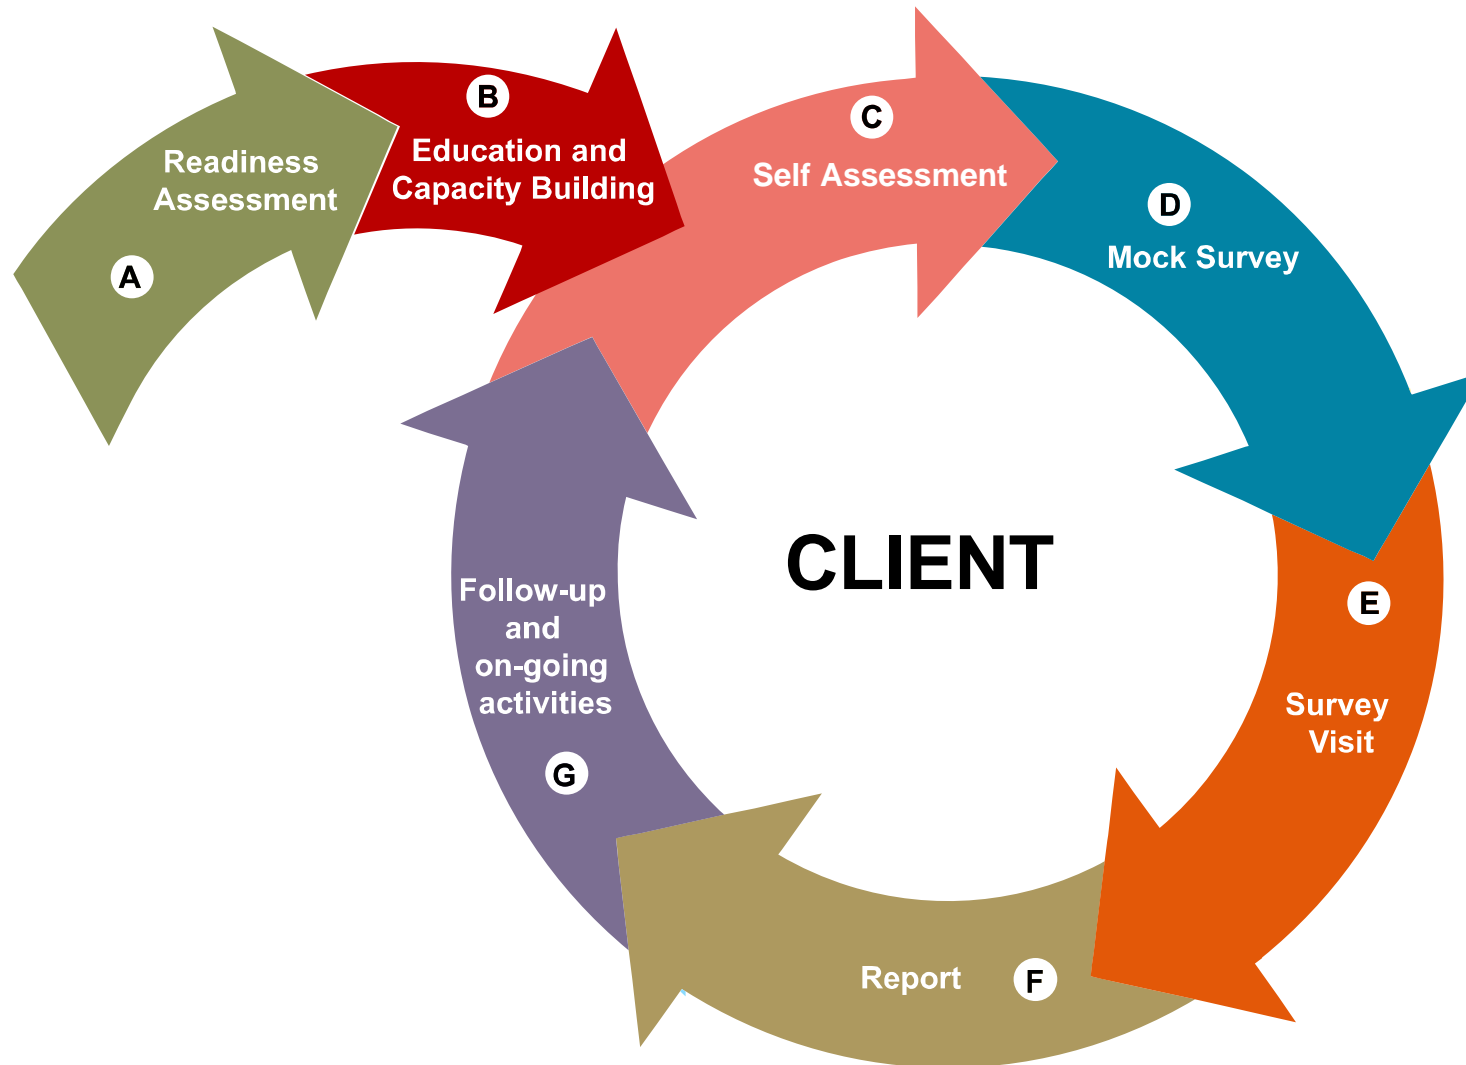 A
Readiness
Assessment
B
Education and
Capacity Building
C
Self Assessment
D
Mock Survey
E
Survey
Visit
F
Report
G
Follow-up
and
on-going
activities
CLIENT